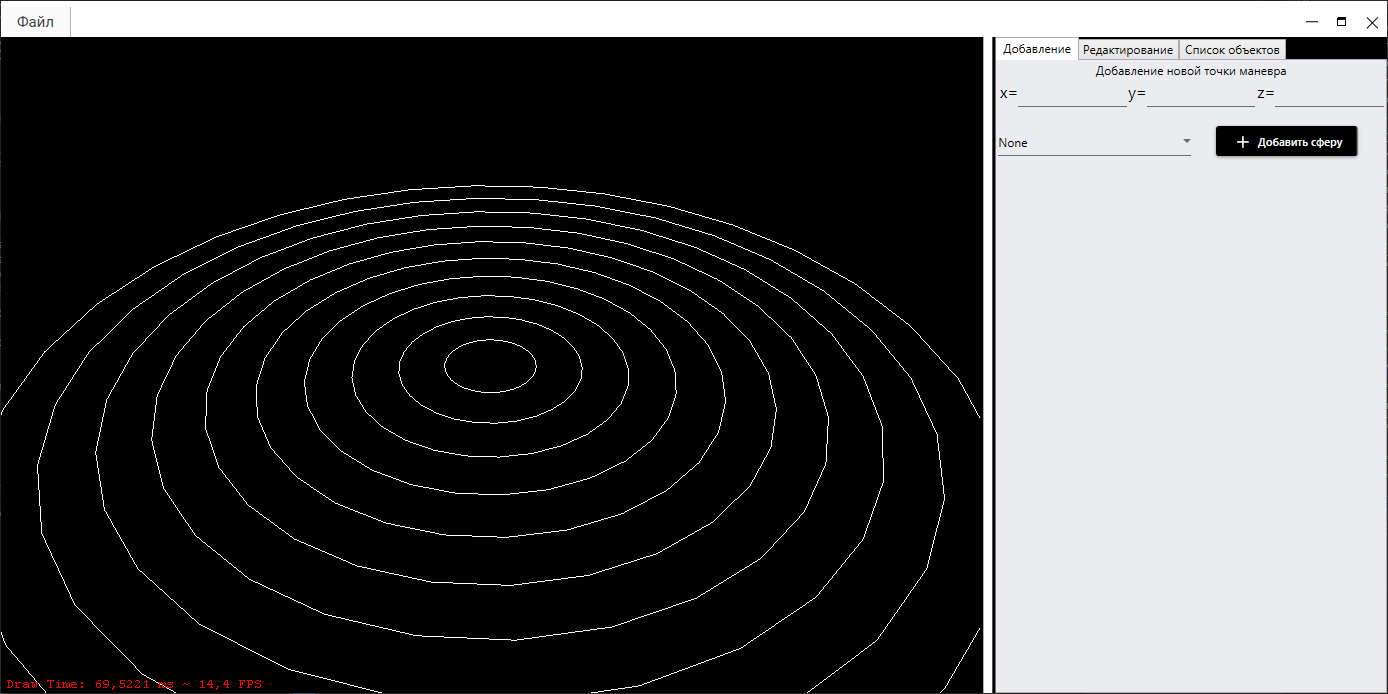 Файл
Добавление Редактирование Список объектов
Добавление новой точки маневра
x= y= z=
None + Добавить сферу
Draw Time: 69,5221 ms ~ 14,4 FPS